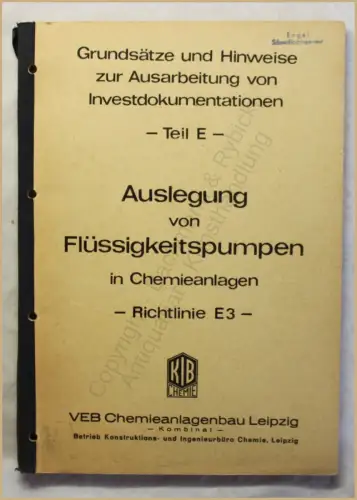 Engel
Grundsätze und Hinweise
zur Ausarbeitung von
Investdokumentationen
– Teil E –
Auslegung
von
Flüssigkeitspumpen
in Chemieanlagen
– Richtlinie E3 –
KIB
CHEMIE
VEB Chemieanlagenbau Leipzig
– Kombinat –
Betrieb Konstruktions- und Ingenieurbüro Chemie, Leipzig